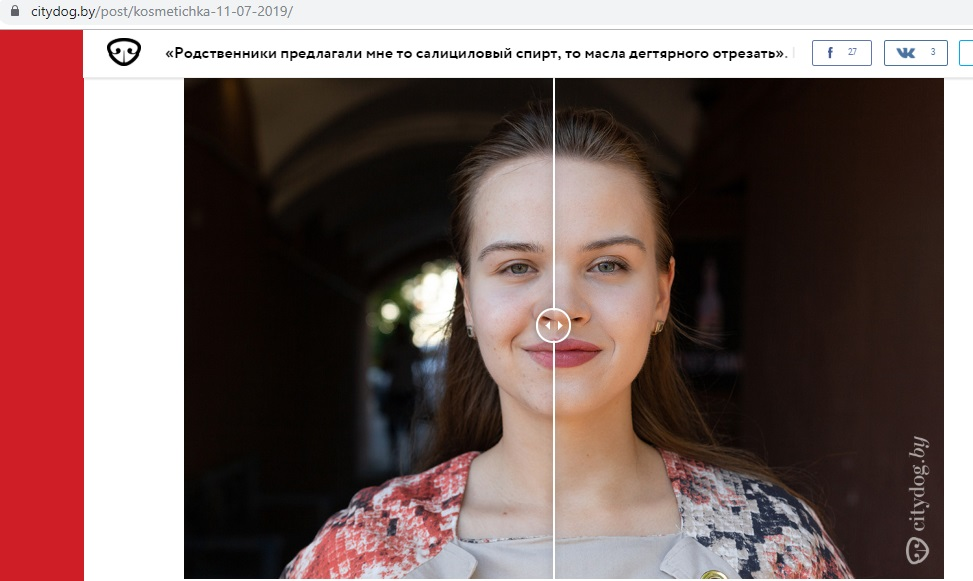 citydog.by/post/kosmetichka-11-07-2019/
«Родственники предлагали мне то салициловый спирт, то масла дегтярного отрезать».
f 27
3
citydog.by